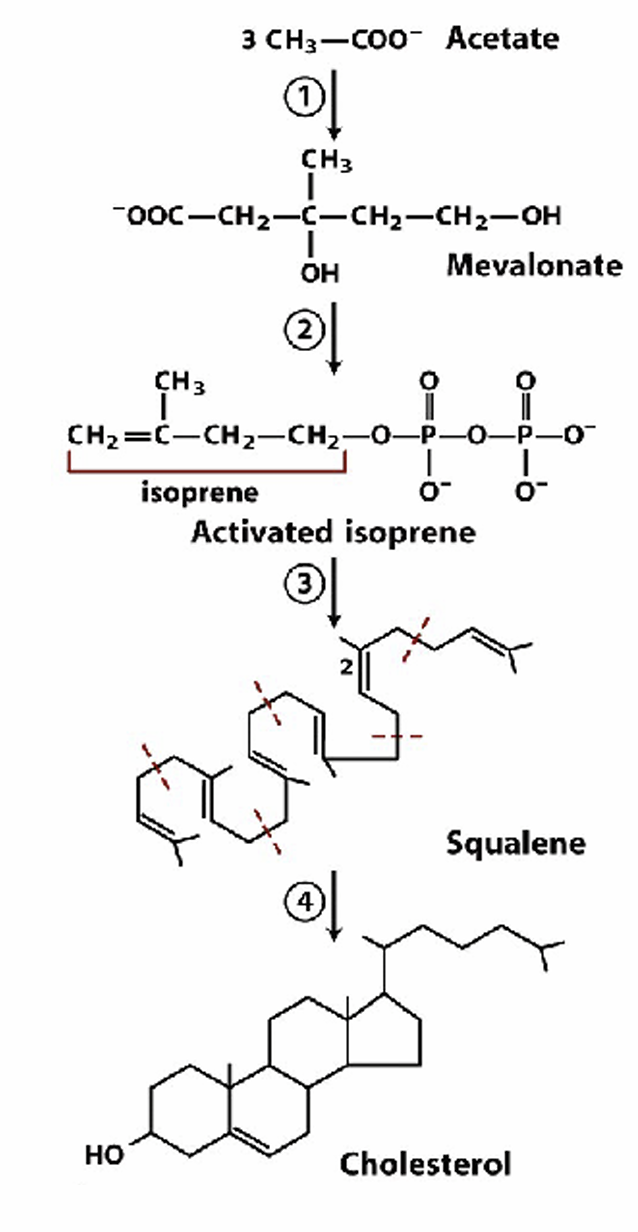 3 CH₃—COO⁻ Acetate
1
CH₃
⁻OOC—CH₂—C—CH₂—CH₂—OH
OH
Mevalonate
2
CH₃
O O
CH₂=C—CH₂—CH₂—O—P—O—P—O⁻
isoprene
O⁻ O⁻
Activated isoprene
3
2
Squalene
4
HO
Cholesterol